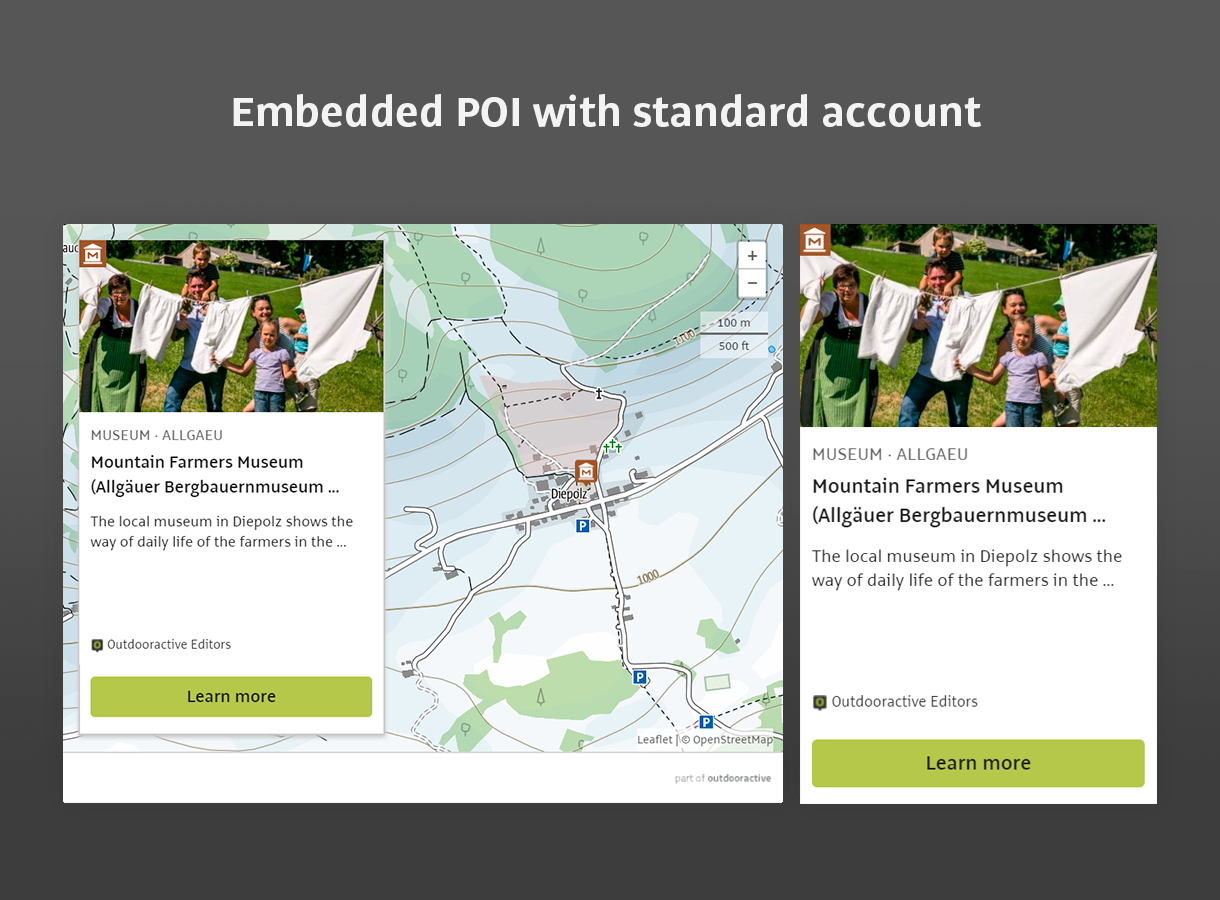 Embedded POI with standard account
auc
MUSEUM · ALLGAEU
Mountain Farmers Museum
(Allgäuer Bergbauernmuseum ...
The local museum in Diepolz shows the
way of daily life of the farmers in the ...
Outdooractive Editors
Learn more
+
−
100 m
500 ft
1100
Diepolz
P
1000
P
P
Leaflet | © OpenStreetMap
part of outdooractive
M
MUSEUM · ALLGAEU
Mountain Farmers Museum
(Allgäuer Bergbauernmuseum ...
The local museum in Diepolz shows the
way of daily life of the farmers in the ...
Outdooractive Editors
Learn more